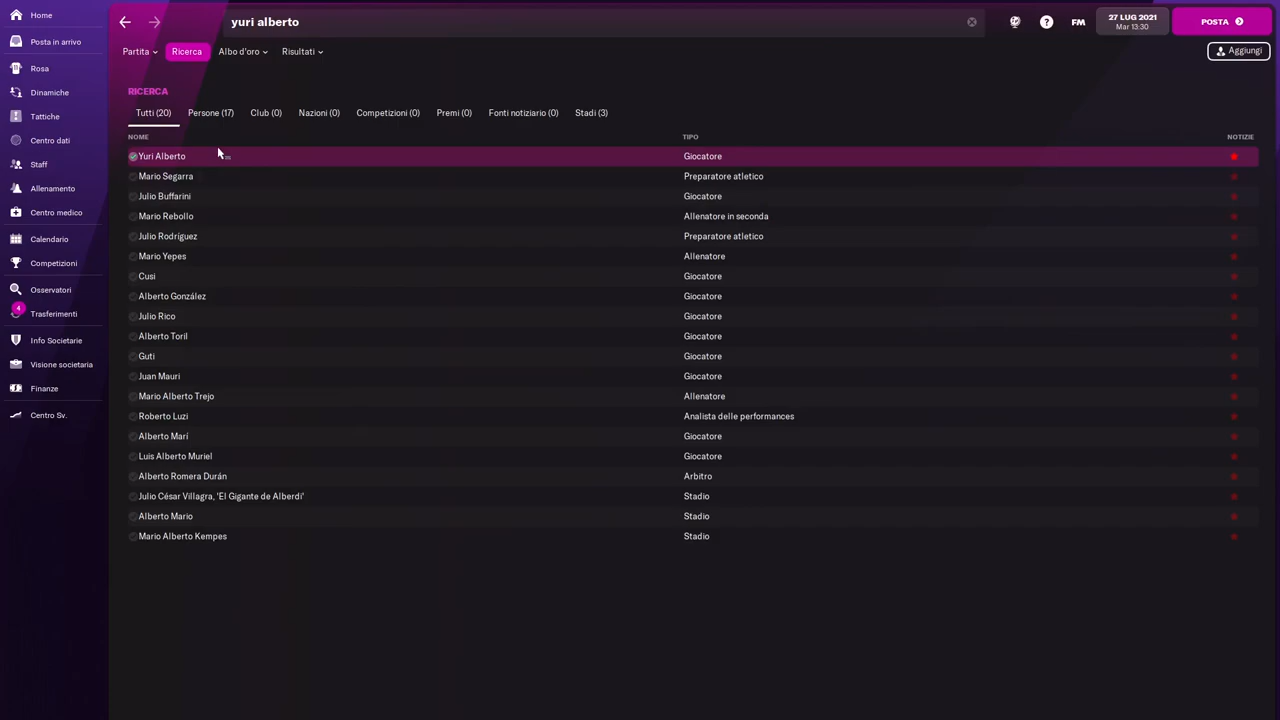 Home
yuri alberto
FM
27 LUG 2021
Mar 13:30
POSTA
Posta in arrivo
Partita
Ricerca
Albo d'oro
Risultati
Aggiungi
Rosa
Dinamiche
Tattiche
Centro dati
Staff
Allenamento
Centro medico
Calendario
Competizioni
Osservatori
4
Trasferimenti
Info Societarie
Visione societaria
Finanze
Centro Sv.
RICERCA
Tutti (20)
Persone (17)
Club (0)
Nazioni (0)
Competizioni (0)
Premi (0)
Fonti notiziario (0)
Stadi (3)
NOME TIPO NOTIZIE
Yuri Alberto Giocatore
Mario Segarra Preparatore atletico
Julio Buffarini Giocatore
Mario Rebollo Allenatore in seconda
Julio Rodríguez Preparatore atletico
Mario Yepes Allenatore
Cusi Giocatore
Alberto González Giocatore
Julio Rico Giocatore
Alberto Toril Giocatore
Guti Giocatore
Juan Mauri Giocatore
Mario Alberto Trejo Allenatore
Roberto Luzi Analista delle performances
Alberto Marí Giocatore
Luis Alberto Muriel Giocatore
Alberto Romera Durán Arbitro
Julio César Villagra, 'El Gigante de Alberdi' Stadio
Alberto Mario Stadio
Mario Alberto Kempes Stadio